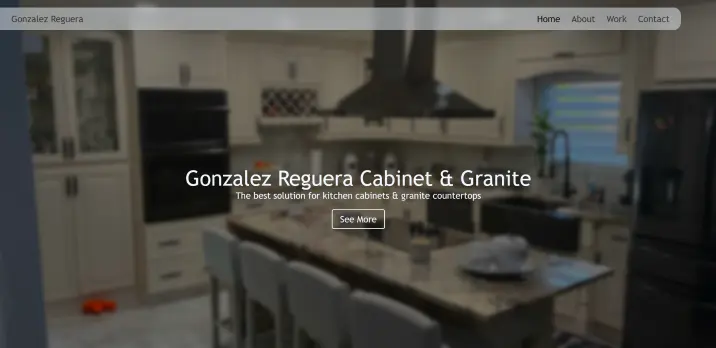 Gonzalez Reguera
Home About Work Contact
Gonzalez Reguera Cabinet & Granite
The best solution for kitchen cabinets & granite countertops
See More